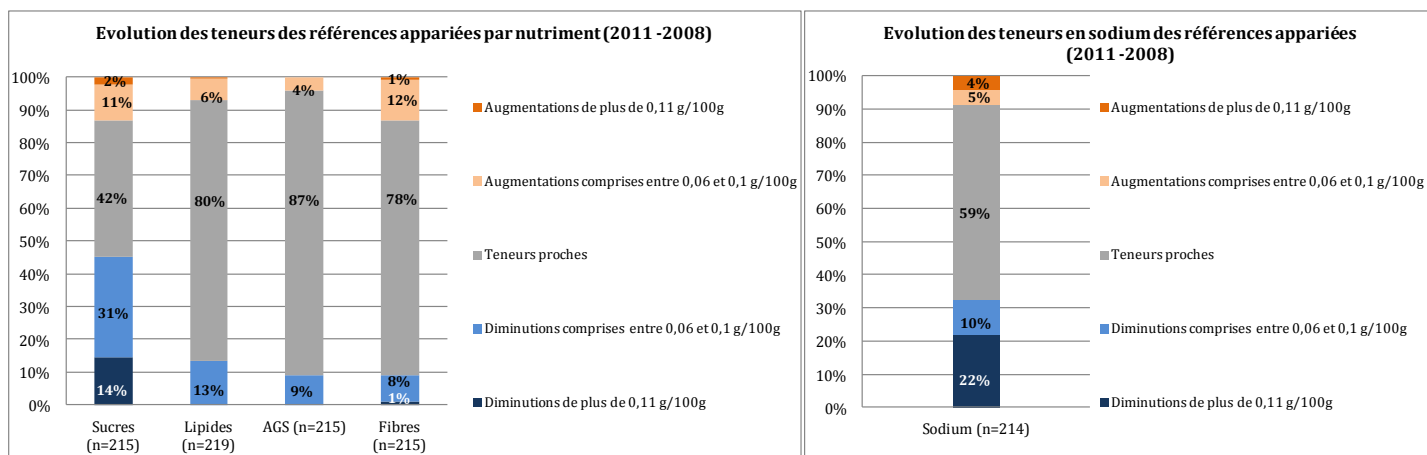 Evolution des teneurs des références appariées par nutriment (2011 -2008)
100%
90%
80%
70%
60%
50%
40%
30%
20%
10%
0%
2%
11%
42%
31%
14%
6%
80%
13%
4%
87%
9%
1%
12%
78%
8%
1%
Sucres
(n=215)
Lipides
(n=219)
AGS (n=215)
Fibres
(n=215)
Augmentations de plus de 0,11 g/100g
Augmentations comprises entre 0,06 et 0,1 g/100g
Teneurs proches
Diminutions comprises entre 0,06 et 0,1 g/100g
Diminutions de plus de 0,11 g/100g
Evolution des teneurs en sodium des références appariées
(2011 -2008)
100%
90%
80%
70%
60%
50%
40%
30%
20%
10%
0%
4%
5%
59%
10%
22%
Sodium (n=214)
Augmentations de plus de 0,11 g/100g
Augmentations comprises entre 0,06 et 0,1 g/100g
Teneurs proches
Diminutions comprises entre 0,06 et 0,1 g/100g
Diminutions de plus de 0,11 g/100g